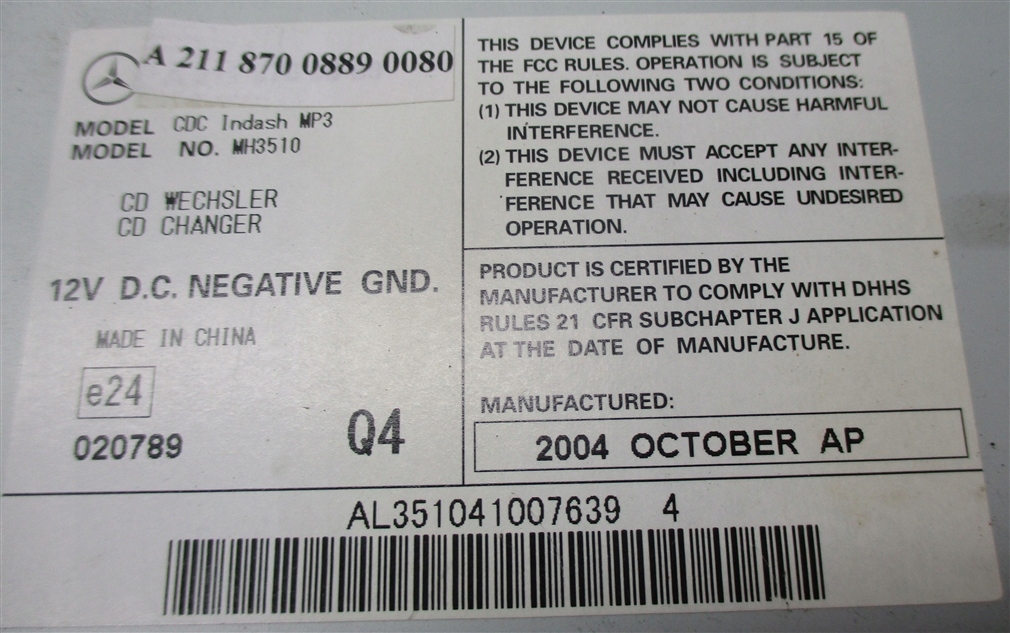 A 211 870 0889 0080
MODEL CDC Indash MP3
MODEL NO. MH3510
CD WECHSLER
CD CHANGER
12V D.C. NEGATIVE GND.
MADE IN CHINA
e24
020789
Q4
THIS DEVICE COMPLIES WITH PART 15 OF
THE FCC RULES. OPERATION IS SUBJECT
TO THE FOLLOWING TWO CONDITIONS:
(1) THIS DEVICE MAY NOT CAUSE HARMFUL
INTERFERENCE.
(2) THIS DEVICE MUST ACCEPT ANY INTER-
FERENCE RECEIVED INCLUDING INTER-
FERENCE THAT MAY CAUSE UNDESIRED
OPERATION.
PRODUCT IS CERTIFIED BY THE
MANUFACTURER TO COMPLY WITH DHHS
RULES 21 CFR SUBCHAPTER J APPLICATION
AT THE DATE OF MANUFACTURE.
MANUFACTURED:
2004 OCTOBER AP
AL351041007639 4